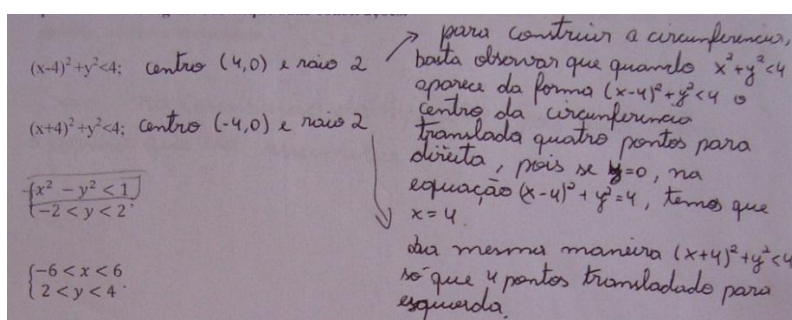 (x-4)²+y²<4; centro (4,0) e raio 2
(x+4)²+y²<4; centro (-4,0) e raio 2
{x² − y² < 1
{−2 < y < 2;
{−6 < x < 6
{2 < y < 4.
para construir a circunferencia,
basta observar que quando x²+y²<4
aparece da forma (x-4)²+y²<4 o
centro da circunferencia
translada quatro pontos para
direita, pois se y=0, na
equação (x-4)²+y²=4, temos que
x=4.
Da mesma maneira (x+4)²+y²<4
só que 4 pontos transladado para
esquerda.